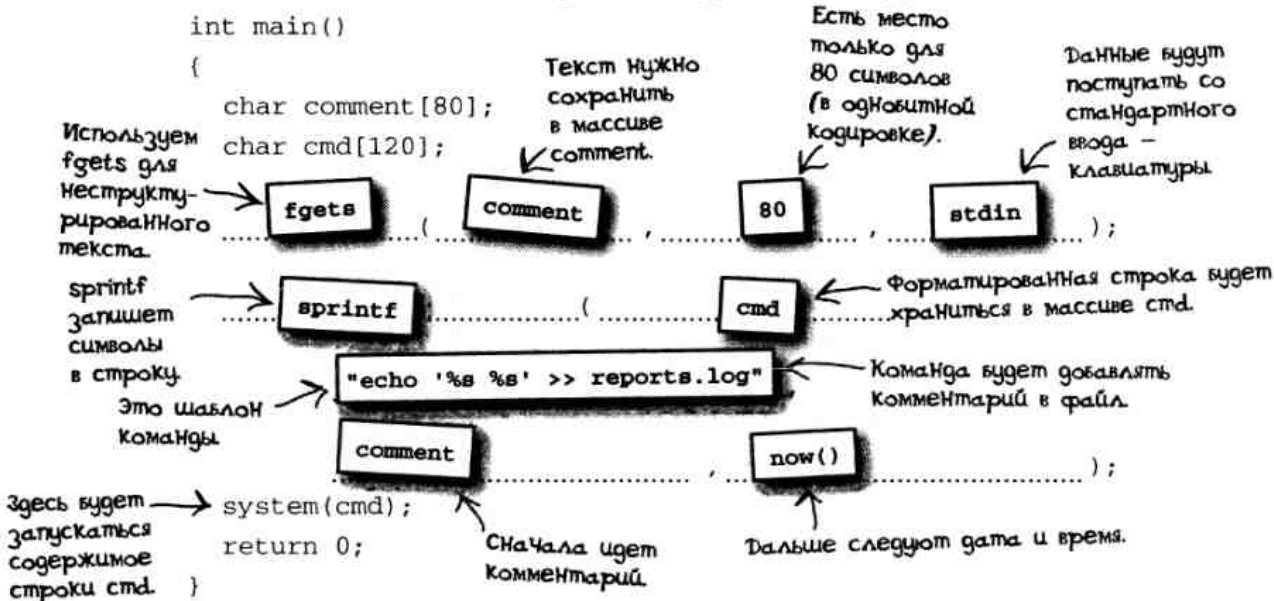 int main()
{
char comment[80];
char cmd[120];
Используем
fgets для
неструкту-
рированного
текста.
Текст нужно
сохранить
в массиве
comment.
Есть место
только для
80 символов
(в однобитной
кодировке).
Данные будут
поступать со
стандартного
ввода –
клавиатуры.
fgets ( comment , 80 , stdin );
sprintf
запишет
символы
в строку.
sprintf ( cmd
Форматированная строка будет
храниться в массиве cmd.
"echo '%s %s' >> reports.log"
Это шаблон
команды.
Команда будет добавлять
комментарий в файл.
comment , now() );
Здесь будет
запускаться
содержимое
строки cmd.
system(cmd);
return 0;
}
Сначала идет
комментарий.
Дальше следуют дата и время.